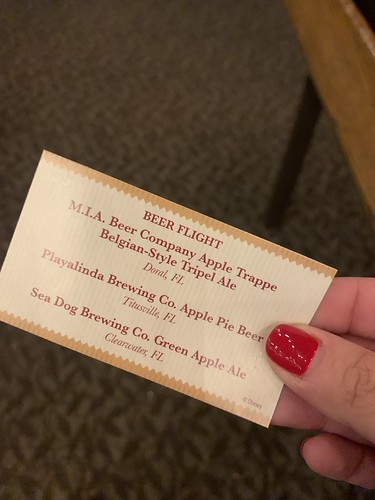 BEER FLIGHT
M.I.A. Beer Company Apple Trappe
Belgian-Style Tripel Ale
Doral, FL
Playalinda Brewing Co. Apple Pie Beer
Titusville, FL
Sea Dog Brewing Co. Green Apple Ale
Clearwater, FL
©Disney